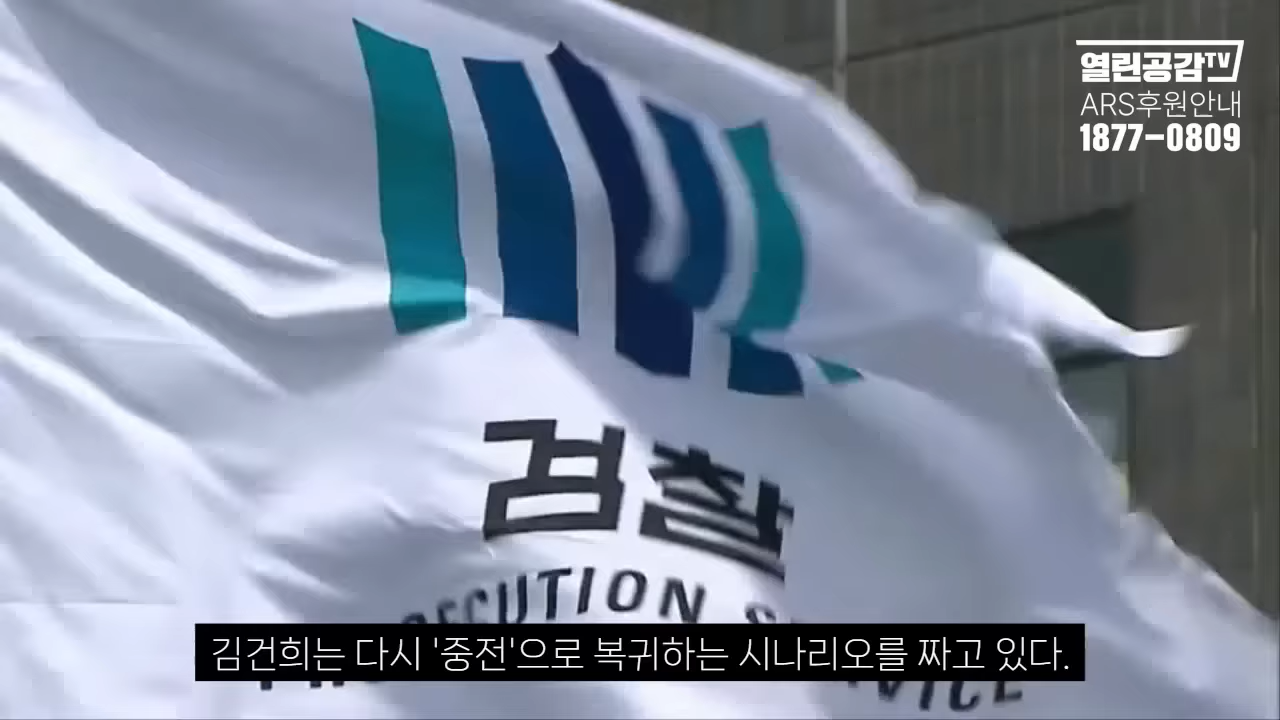 열린공감TV
ARS후원안내
1877-0809
검찰
PROSECUTION SERVICE
김건희는 다시 '중전'으로 복귀하는 시나리오를 짜고 있다.